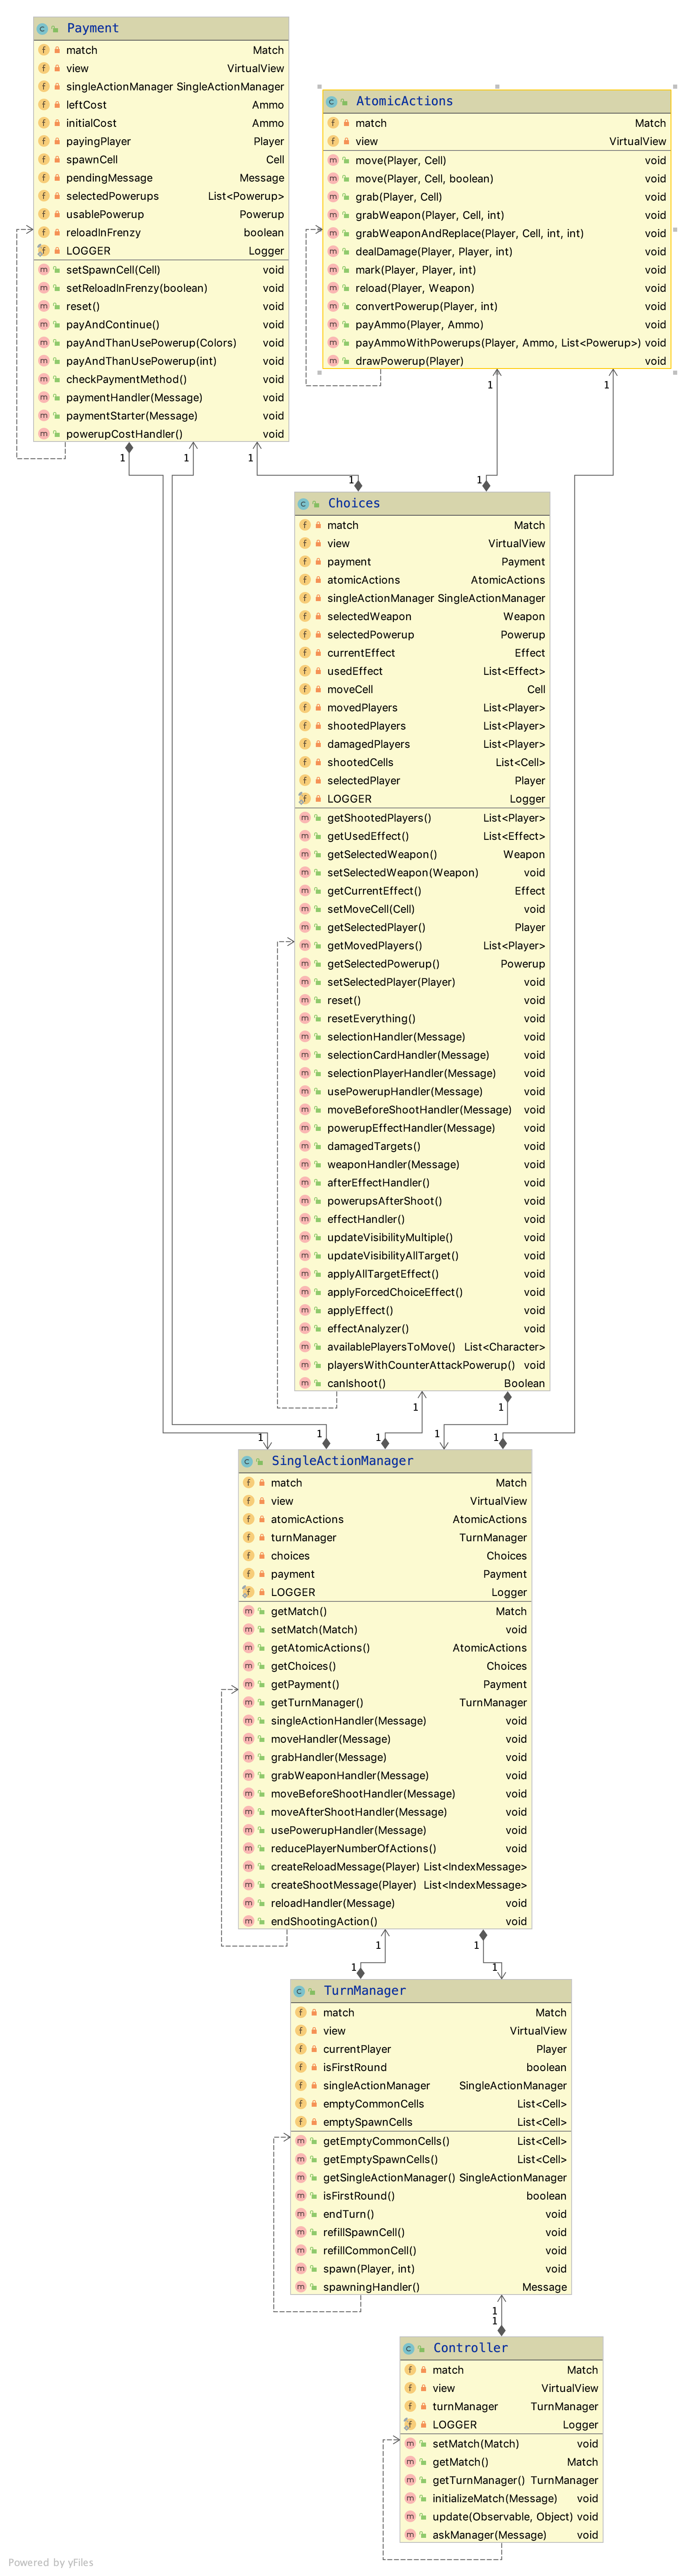 Payment
match Match
view VirtualView
singleActionManager SingleActionManager
leftCost Ammo
initialCost Ammo
payingPlayer Player
spawnCell Cell
pendingMessage Message
selectedPowerups List<Powerup>
usablePowerup Powerup
reloadInFrenzy boolean
LOGGER Logger
setSpawnCell(Cell) void
setReloadInFrenzy(boolean) void
reset() void
payAndContinue() void
payAndThanUsePowerup(Colors) void
payAndThanUsePowerup(int) void
checkPaymentMethod() void
paymentHandler(Message) void
paymentStarter(Message) void
powerupCostHandler() void
AtomicActions
match Match
view VirtualView
move(Player, Cell) void
move(Player, Cell, boolean) void
grab(Player, Cell) void
grabWeapon(Player, Cell, int) void
grabWeaponAndReplace(Player, Cell, int, int) void
dealDamage(Player, Player, int) void
mark(Player, Player, int) void
reload(Player, Weapon) void
convertPowerup(Player, int) void
payAmmo(Player, Ammo) void
payAmmoWithPowerups(Player, Ammo, List<Powerup>) void
drawPowerup(Player) void
1 1
1 1 1
Choices
match Match
view VirtualView
payment Payment
atomicActions AtomicActions
singleActionManager SingleActionManager
selectedWeapon Weapon
selectedPowerup Powerup
currentEffect Effect
usedEffect List<Effect>
moveCell Cell
movedPlayers List<Player>
shootedPlayers List<Player>
damagedPlayers List<Player>
shootedCells List<Cell>
selectedPlayer Player
LOGGER Logger
getShootedPlayers() List<Player>
getUsedEffect() List<Effect>
getSelectedWeapon() Weapon
setSelectedWeapon(Weapon) void
getCurrentEffect() Effect
setMoveCell(Cell) void
getSelectedPlayer() Player
getMovedPlayers() List<Player>
getSelectedPowerup() Powerup
setSelectedPlayer(Player) void
reset() void
resetEverything() void
selectionHandler(Message) void
selectionCardHandler(Message) void
selectionPlayerHandler(Message) void
usePowerupHandler(Message) void
moveBeforeShootHandler(Message) void
powerupEffectHandler(Message) void
damagedTargets() void
weaponHandler(Message) void
afterEffectHandler() void
powerupsAfterShoot() void
effectHandler() void
updateVisibilityMultiple() void
updateVisibilityAllTarget() void
applyAllTargetEffect() void
applyForcedChoiceEffect() void
applyEffect() void
effectAnalyzer() void
availablePlayersToMove() List<Character>
playersWithCounterAttackPowerup() void
canIshoot() Boolean
1 1
1 1 1 1 1
1 1
SingleActionManager
match Match
view VirtualView
atomicActions AtomicActions
turnManager TurnManager
choices Choices
payment Payment
LOGGER Logger
getMatch() Match
setMatch(Match) void
getAtomicActions() AtomicActions
getChoices() Choices
getPayment() Payment
getTurnManager() TurnManager
singleActionHandler(Message) void
moveHandler(Message) void
grabHandler(Message) void
grabWeaponHandler(Message) void
moveBeforeShootHandler(Message) void
moveAfterShootHandler(Message) void
usePowerupHandler(Message) void
reducePlayerNumberOfActions() void
createReloadMessage(Player) List<IndexMessage>
createShootMessage(Player) List<IndexMessage>
reloadHandler(Message) void
endShootingAction() void
1 1
1 1
TurnManager
match Match
view VirtualView
currentPlayer Player
isFirstRound boolean
singleActionManager SingleActionManager
emptyCommonCells List<Cell>
emptySpawnCells List<Cell>
getEmptyCommonCells() List<Cell>
getEmptySpawnCells() List<Cell>
getSingleActionManager() SingleActionManager
isFirstRound() boolean
endTurn() void
refillSpawnCell() void
refillCommonCell() void
spawn(Player, int) void
spawningHandler() Message
1
1
Controller
match Match
view VirtualView
turnManager TurnManager
LOGGER Logger
setMatch(Match) void
getMatch() Match
getTurnManager() TurnManager
initializeMatch(Message) void
update(Observable, Object) void
askManager(Message) void
Powered by yFiles